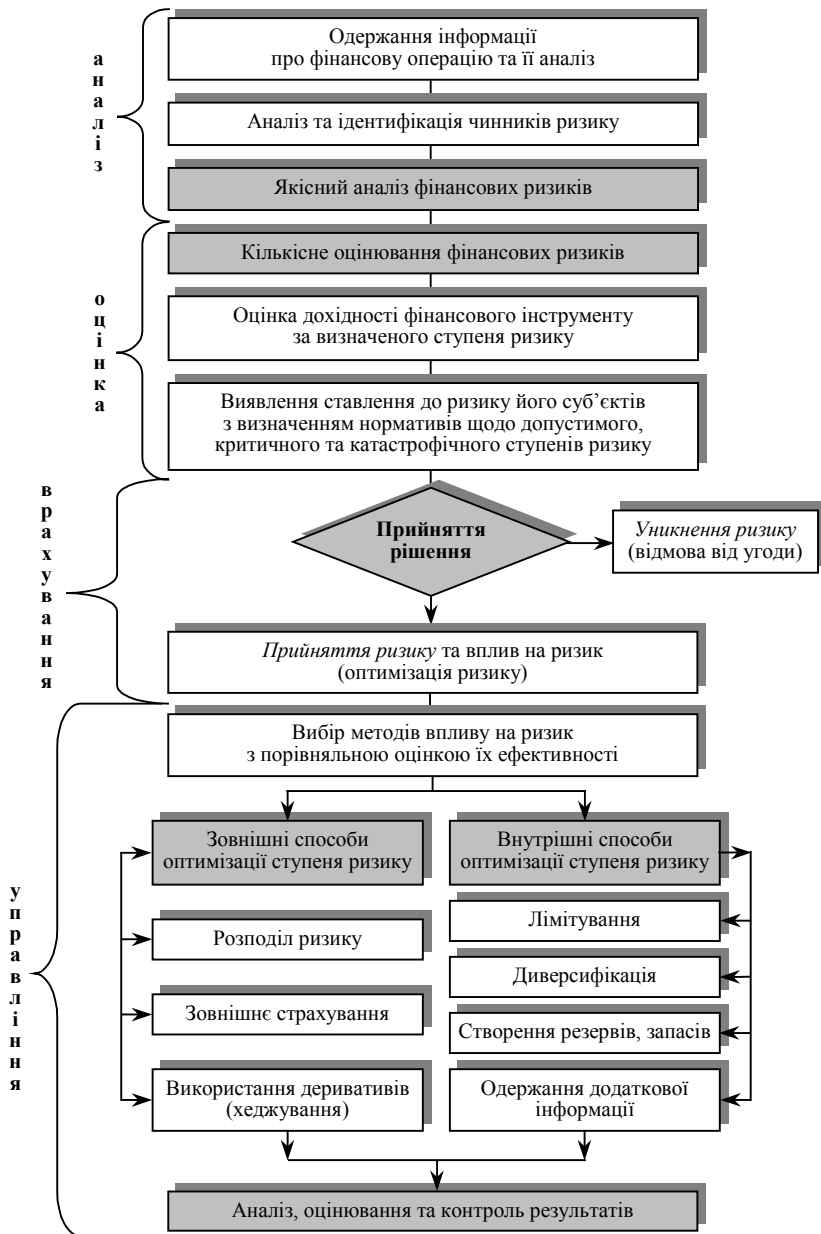 аналіз
Одержання інформації
про фінансову операцію та її аналіз
Аналіз та ідентифікація чинників ризику
Якісний аналіз фінансових ризиків
оцінка
Кількісне оцінювання фінансових ризиків
Оцінка дохідності фінансового інструменту
за визначеного ступеня ризику
Виявлення ставлення до ризику його суб’єктів
з визначенням нормативів щодо допустимого,
критичного та катастрофічного ступенів ризику
врахування
Прийняття
рішення
Уникнення ризику
(відмова від угоди)
Прийняття ризику та вплив на ризик
(оптимізація ризику)
управління
Вибір методів впливу на ризик
з порівняльною оцінкою їх ефективності
Зовнішні способи
оптимізації ступеня ризику
Внутрішні способи
оптимізації ступеня ризику
Розподіл ризику
Лімітування
Диверсифікація
Зовнішнє страхування
Створення резервів, запасів
Використання деривативів
(хеджування)
Одержання додаткової
інформації
Аналіз, оцінювання та контроль результатів